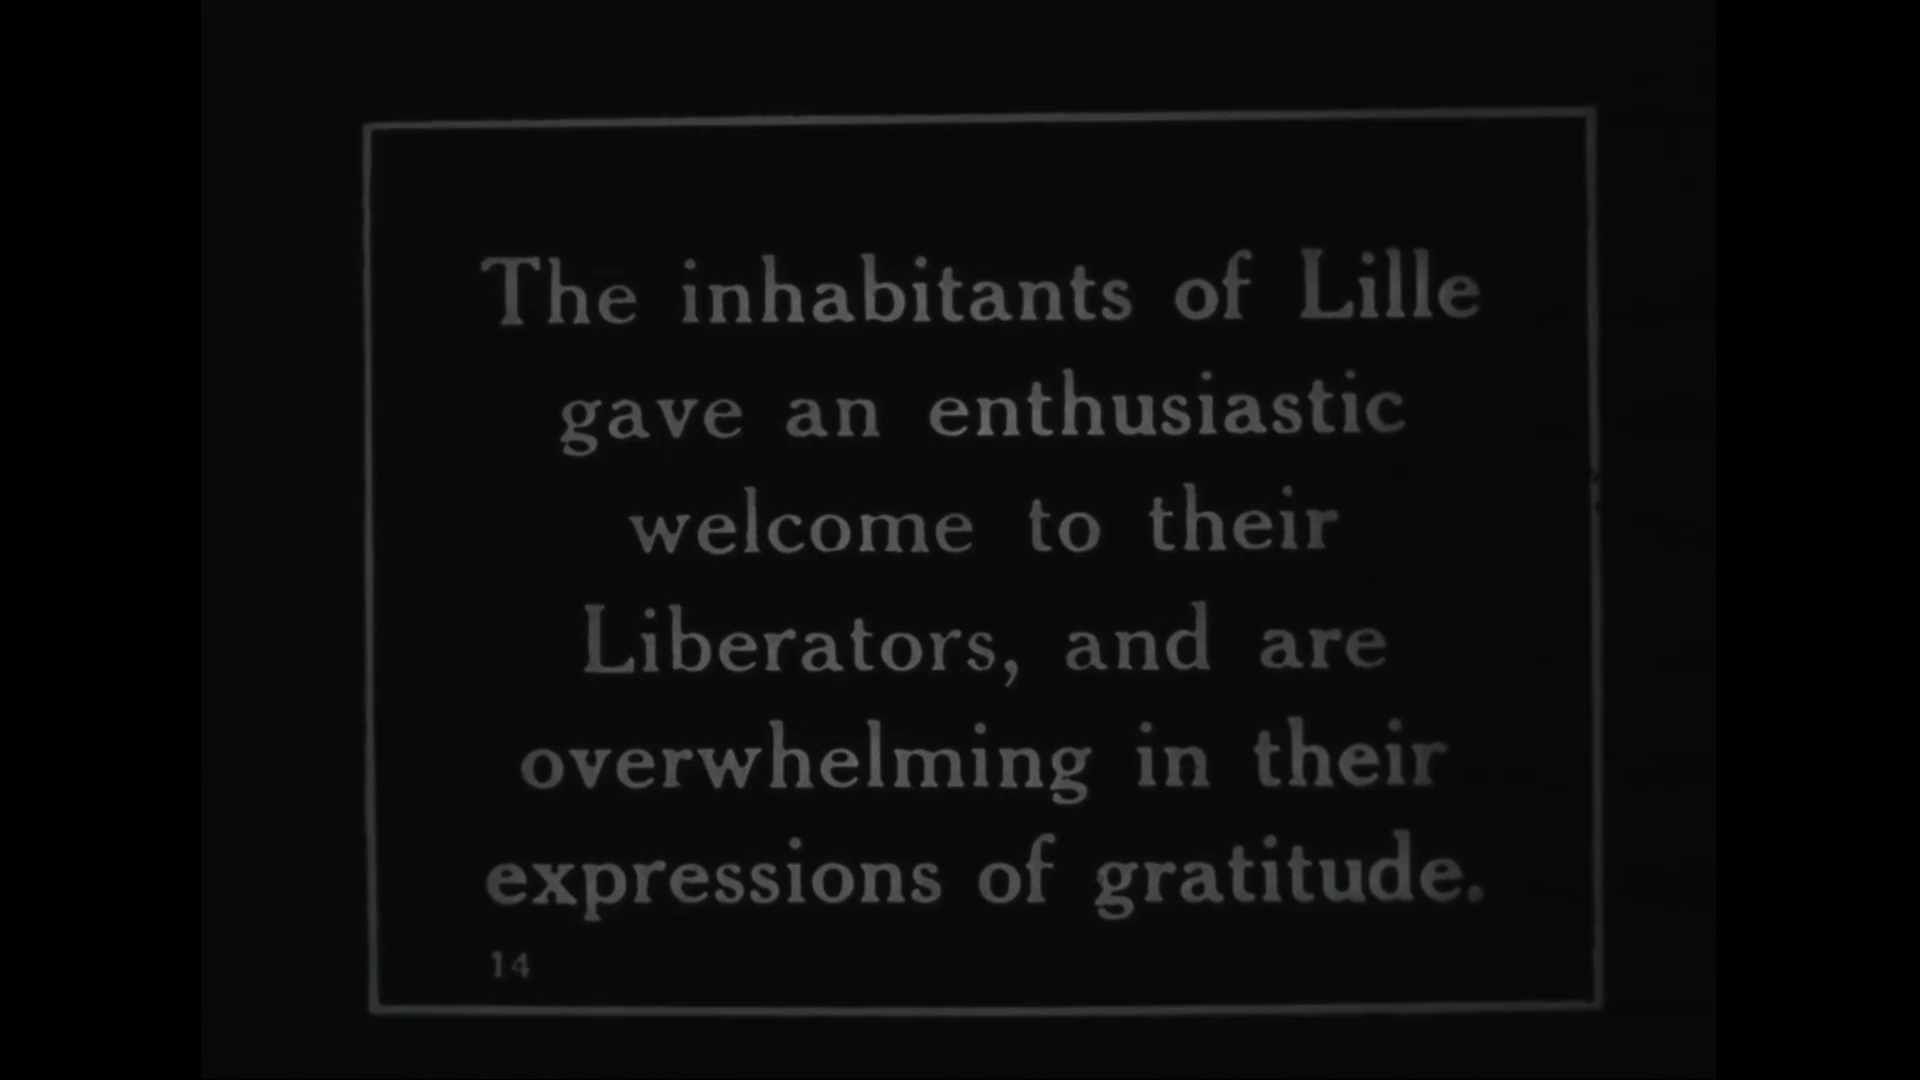 The inhabitants of Lille
gave an enthusiastic
welcome to their
Liberators, and are
overwhelming in their
expressions of gratitude.
14